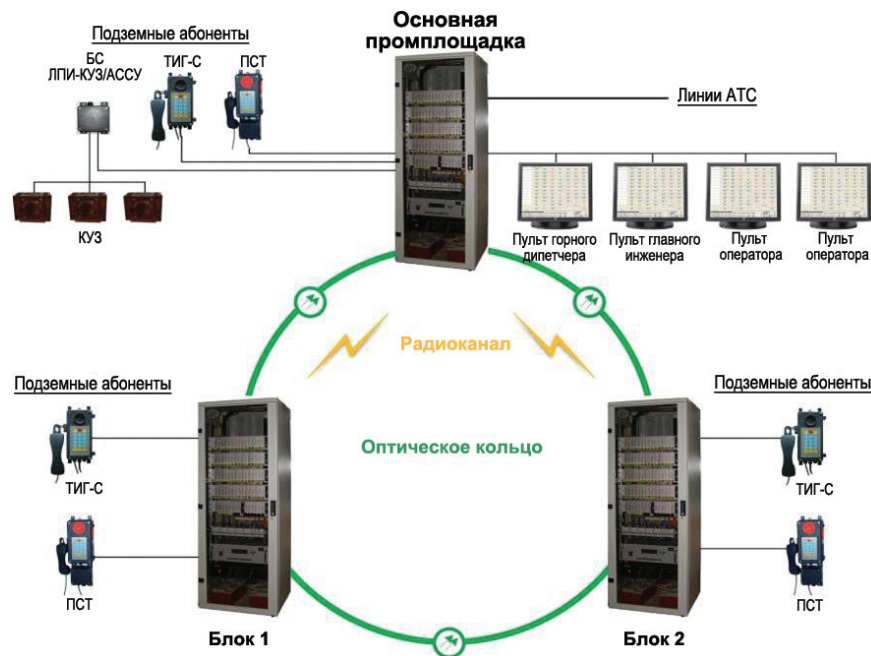 Основная
промплощадка
Подземные абоненты
БС
ЛПИ-КУЗ/АССУ
ТИГ-С
ПСТ
Линии АТС
КУЗ
Пульт горного
дипетчера
Пульт главного
инженера
Пульт
оператора
Пульт
оператора
Радиоканал
Подземные абоненты
Подземные абоненты
Оптическое кольцо
ТИГ-С
ТИГ-С
ПСТ
ПСТ
Блок 1
Блок 2